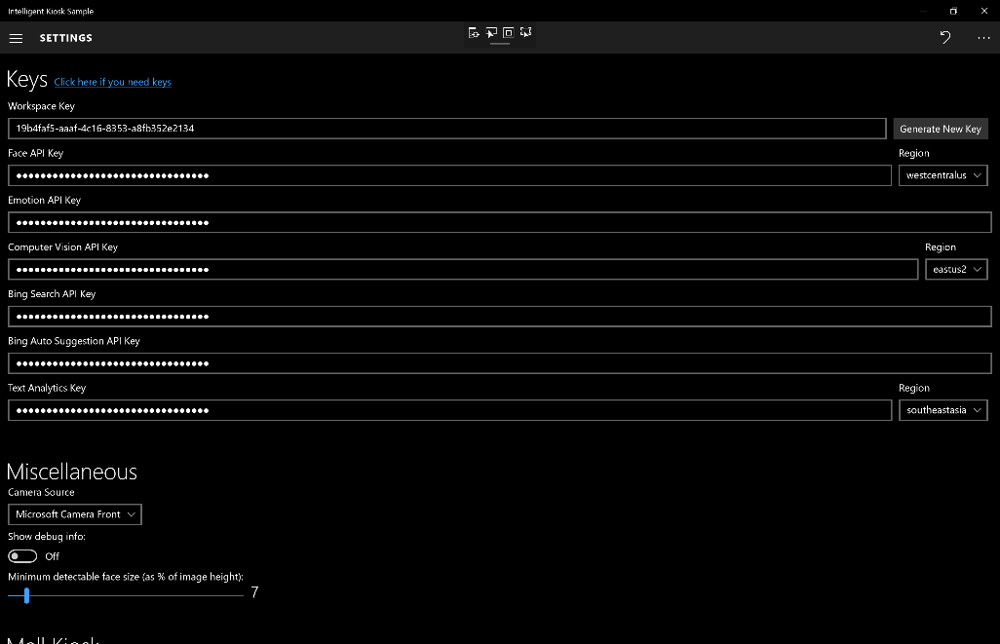 Intelligent Kiosk Sample
SETTINGS
Keys Click here if you need keys
Workspace Key
19b4faf5-aaaf-4c16-8353-a8fb352e2134 Generate New Key
Face API Key Region
●●●●●●●●●●●●●●●●●●●●●●●●●●●●●●●● westcentralus
Emotion API Key
●●●●●●●●●●●●●●●●●●●●●●●●●●●●●●●●
Computer Vision API Key Region
●●●●●●●●●●●●●●●●●●●●●●●●●●●●●●●● eastus2
Bing Search API Key
●●●●●●●●●●●●●●●●●●●●●●●●●●●●●●●●
Bing Auto Suggestion API Key
●●●●●●●●●●●●●●●●●●●●●●●●●●●●●●●●
Text Analytics Key Region
●●●●●●●●●●●●●●●●●●●●●●●●●●●●●●●● southeastasia
Miscellaneous
Camera Source
Microsoft Camera Front
Show debug info:
Off
Minimum detectable face size (as % of image height):
7
Mall Kiosk